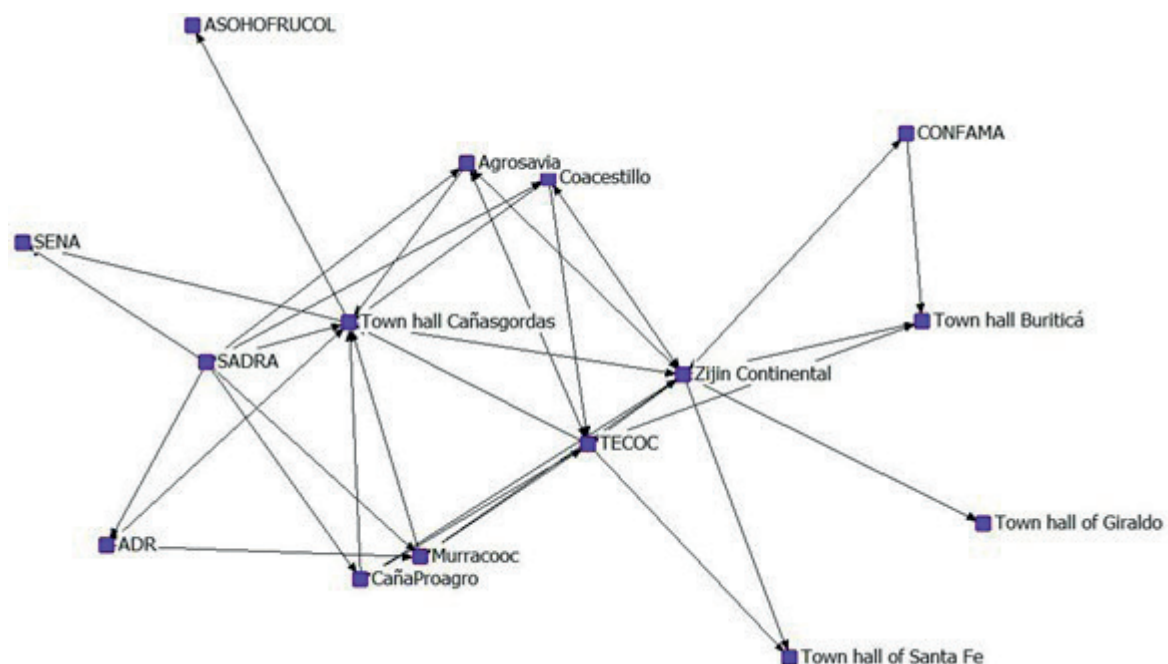 ASOHOFRUCOL
CONFAMA
Agrosavia
Coacestillo
SENA
Town hall Cañasgordas
Town hall Buriticá
SADRA
Zijin Continental
TECOC
Town hall of Giraldo
ADR
Murracooc
CañaProagro
Town hall of Santa Fe